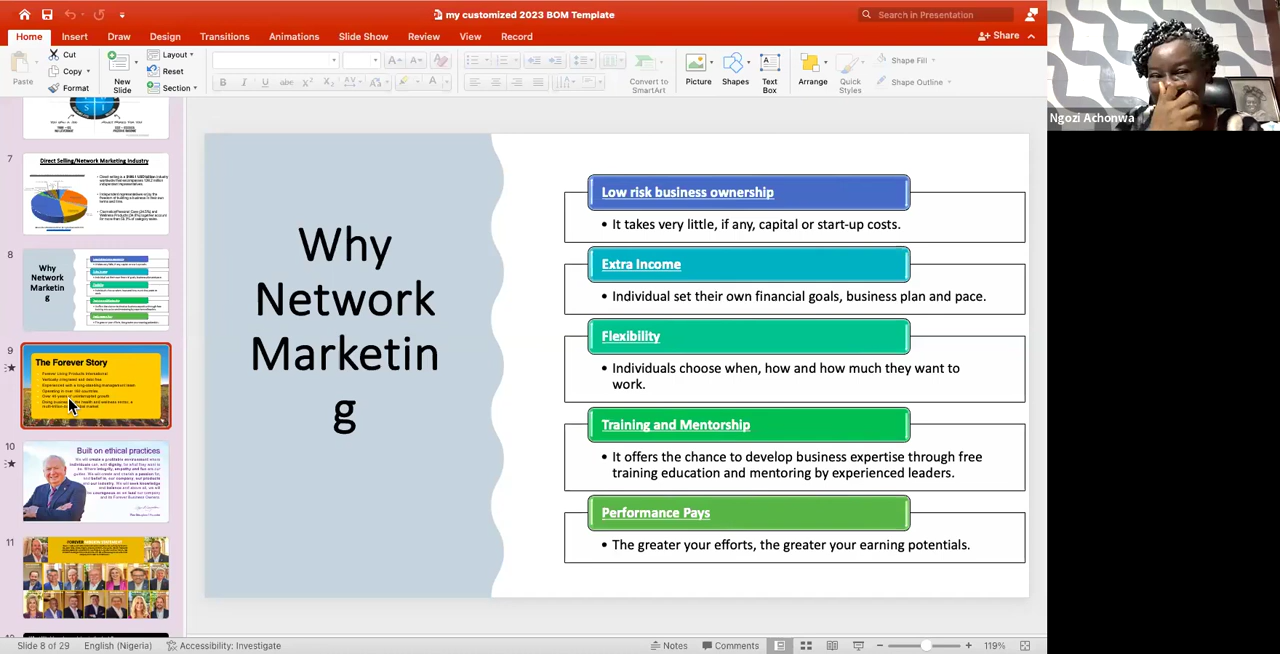 my customized 2023 BOM Template
Search in Presentation
Home Insert Draw Design Transitions Animations Slide Show Review View Record
Share
Paste
Cut
Copy
Format
New
Slide
Layout
Reset
Section
Convert to
SmartArt
Picture
Shapes
Text
Box
Arrange
Quick
Styles
Shape Fill
Shape Outline
Ngozi Achonwa
7
Direct Selling/Network Marketing Industry
8
Why
Network
Marketin
g
9
The Forever Story
Forever Living Products International
10
Built on ethical practices
11
Why
Network
Marketin
g
Low risk business ownership
• It takes very little, if any, capital or start-up costs.
Extra Income
• Individual set their own financial goals, business plan and pace.
Flexibility
• Individuals choose when, how and how much they want to
work.
Training and Mentorship
• It offers the chance to develop business expertise through free
training education and mentoring by experienced leaders.
Performance Pays
• The greater your efforts, the greater your earning potentials.
Slide 8 of 29
English (Nigeria)
Accessibility: Investigate
Notes
Comments
119%